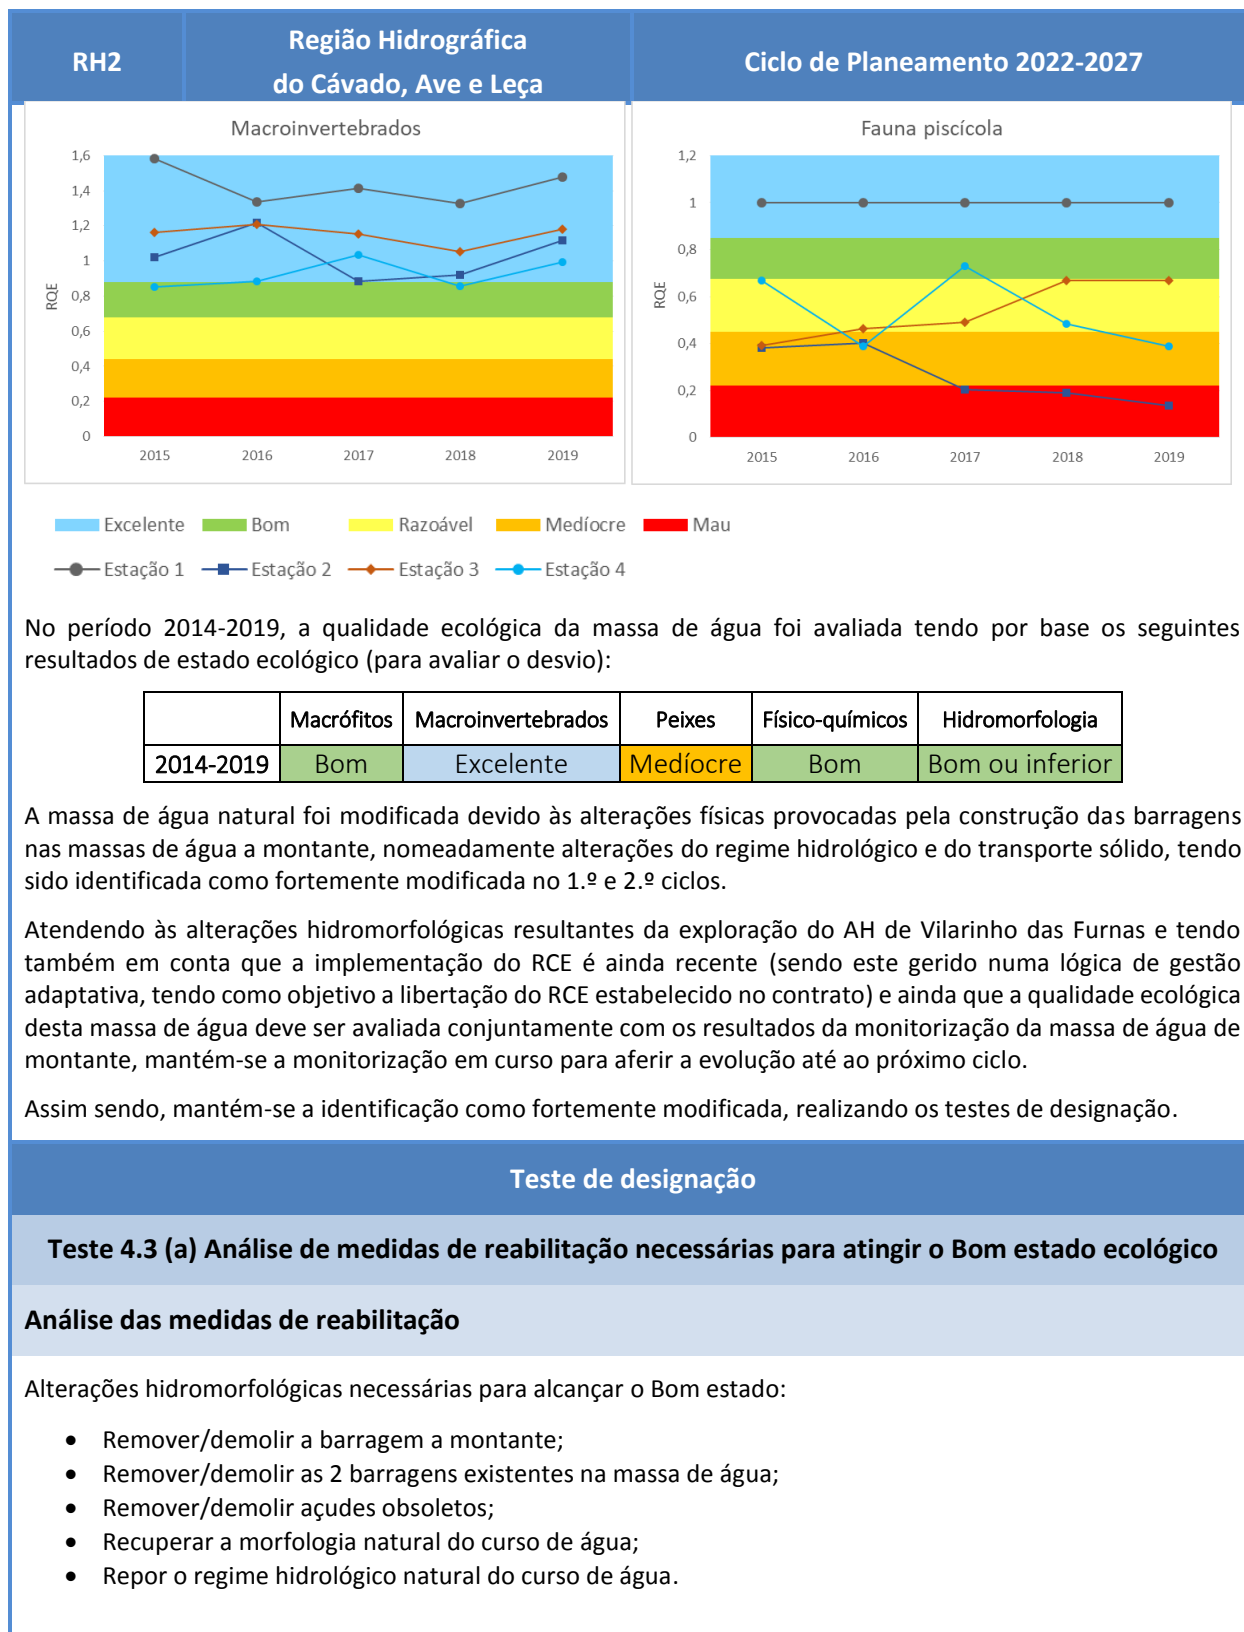 RH2
Região Hidrográfica
do Cávado, Ave e Leça
Ciclo de Planeamento 2022-2027
Macroinvertebrados
1,6
1,4
1,2
1
0,8
0,6
0,4
0,2
0
RQE
2015 2016 2017 2018 2019
Fauna piscícola
1,2
1
0,8
0,6
0,4
0,2
0
RQE
2015 2016 2017 2018 2019
Excelente Bom Razoável Medíocre Mau
Estação 1 Estação 2 Estação 3 Estação 4
No período 2014-2019, a qualidade ecológica da massa de água foi avaliada tendo por base os seguintes
resultados de estado ecológico (para avaliar o desvio):
Macrófitos Macroinvertebrados Peixes Físico-químicos Hidromorfologia
2014-2019 Bom Excelente Medíocre Bom Bom ou inferior
A massa de água natural foi modificada devido às alterações físicas provocadas pela construção das barragens
nas massas de água a montante, nomeadamente alterações do regime hidrológico e do transporte sólido, tendo
sido identificada como fortemente modificada no 1.º e 2.º ciclos.
Atendendo às alterações hidromorfológicas resultantes da exploração do AH de Vilarinho das Furnas e tendo
também em conta que a implementação do RCE é ainda recente (sendo este gerido numa lógica de gestão
adaptativa, tendo como objetivo a libertação do RCE estabelecido no contrato) e ainda que a qualidade ecológica
desta massa de água deve ser avaliada conjuntamente com os resultados da monitorização da massa de água de
montante, mantém-se a monitorização em curso para aferir a evolução até ao próximo ciclo.
Assim sendo, mantém-se a identificação como fortemente modificada, realizando os testes de designação.
Teste de designação
Teste 4.3 (a) Análise de medidas de reabilitação necessárias para atingir o Bom estado ecológico
Análise das medidas de reabilitação
Alterações hidromorfológicas necessárias para alcançar o Bom estado:
• Remover/demolir a barragem a montante;
• Remover/demolir as 2 barragens existentes na massa de água;
• Remover/demolir açudes obsoletos;
• Recuperar a morfologia natural do curso de água;
• Repor o regime hidrológico natural do curso de água.